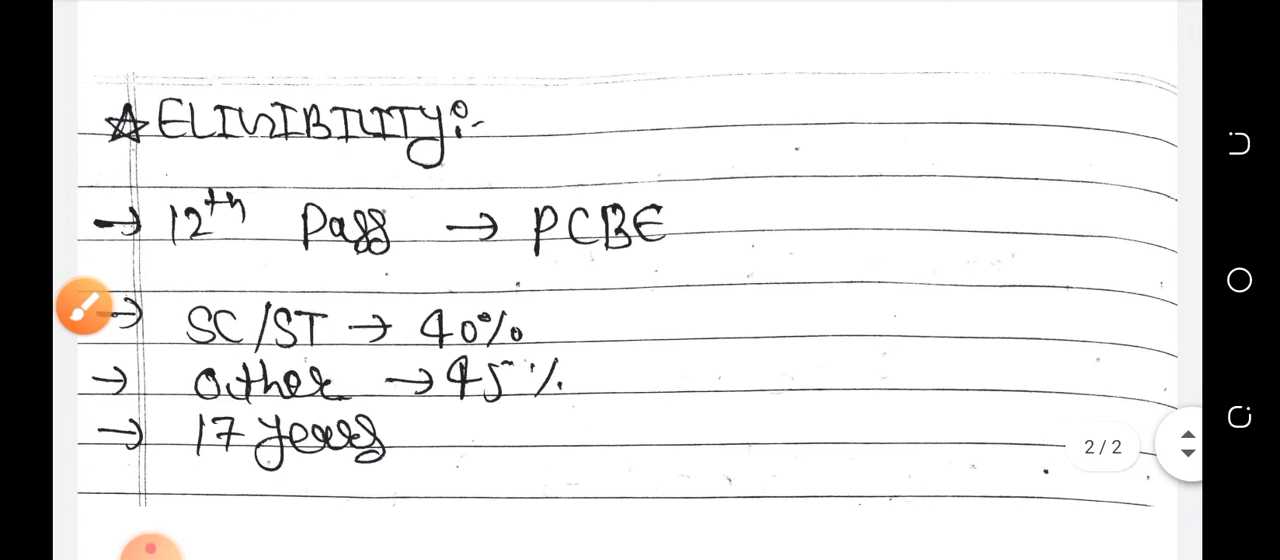 ☆ ELIGIBILITY:-
→ 12th Pass → PCBE
→ SC/ST → 40%
→ Other → 45%
→ 17 years
2/2